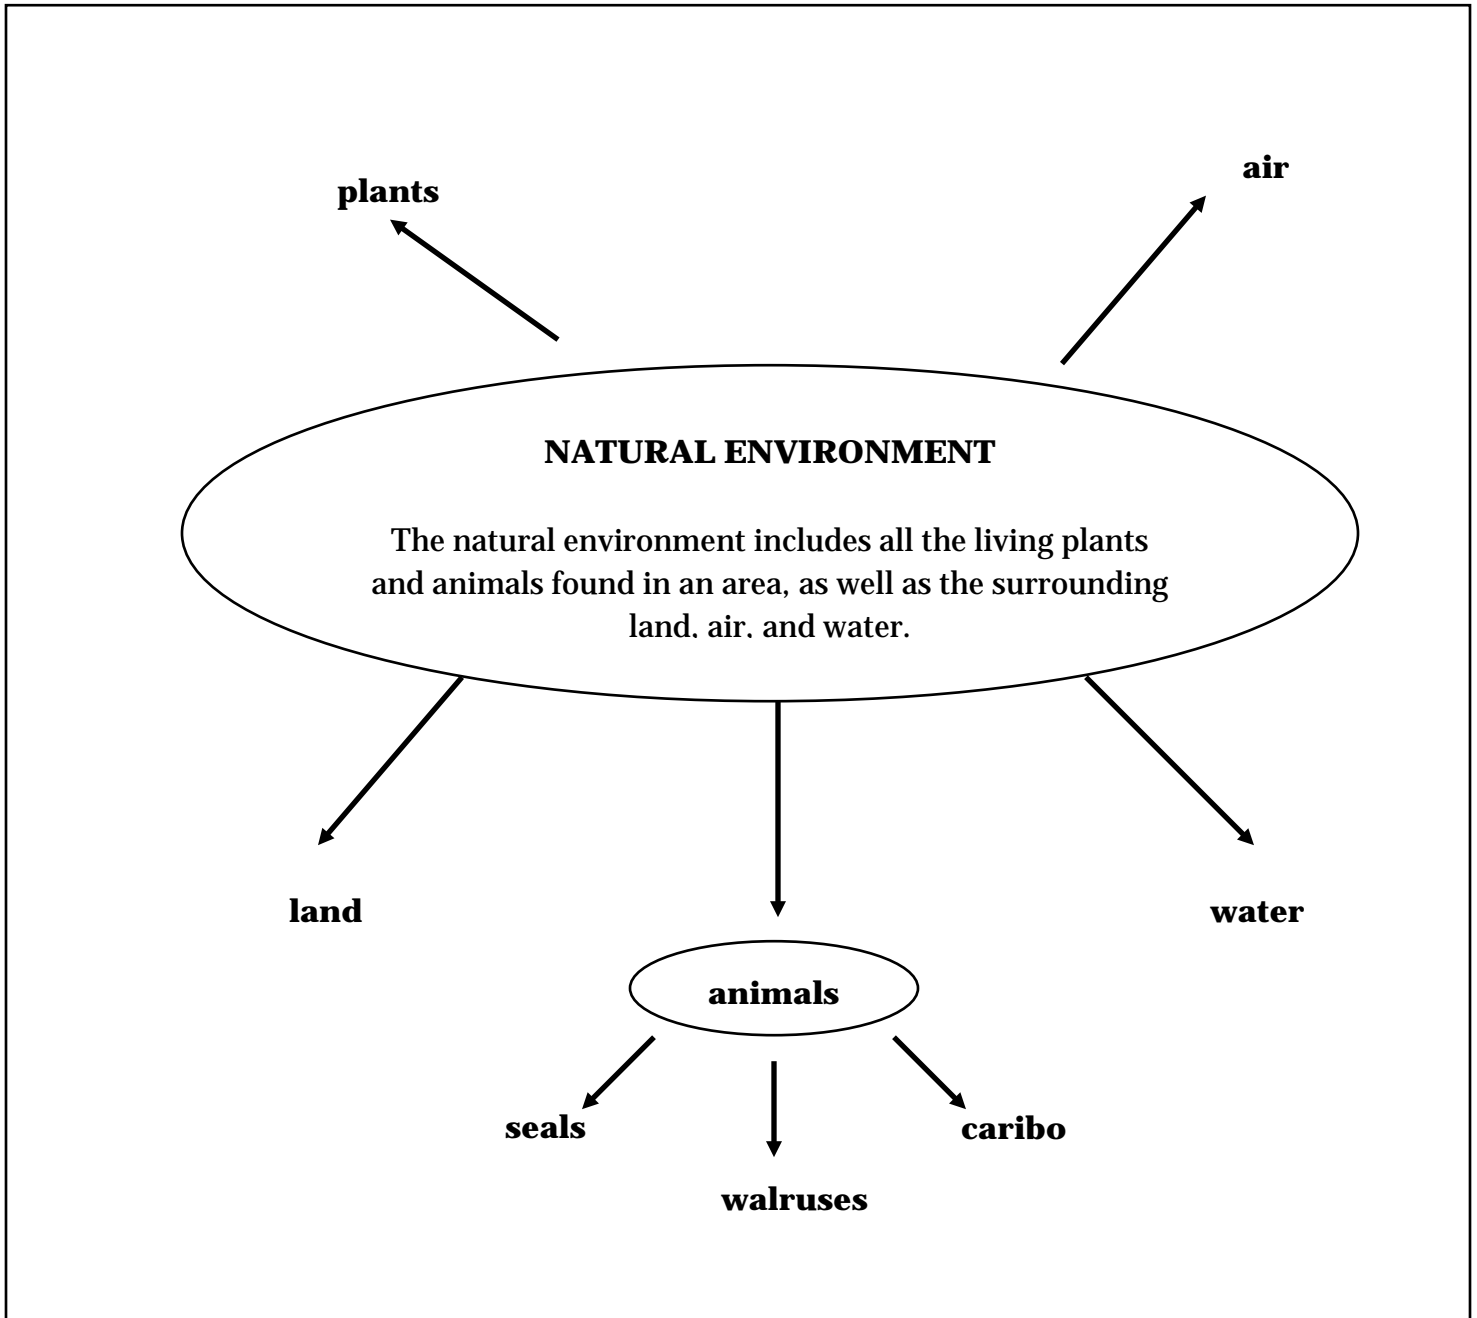 plants
air
NATURAL ENVIRONMENT
The natural environment includes all the living plants
and animals found in an area, as well as the surrounding
land, air, and water.
land
water
animals
seals
caribo
walruses